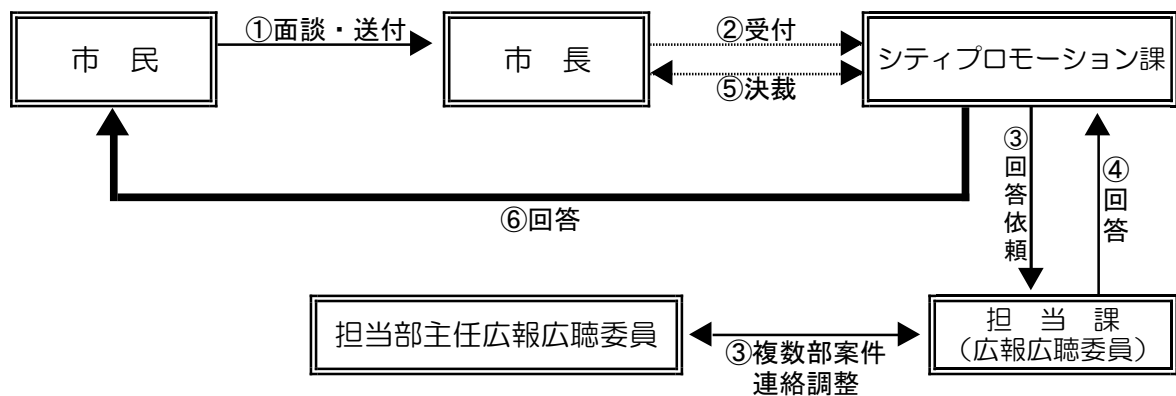 市　民
①面談・送付
市　長
②受付
⑤決裁
シティプロモーション課
③回答依頼
④回答
⑥回答
担当部主任広報広聴委員
③複数部案件
連絡調整
担　当　課
（広報広聴委員）